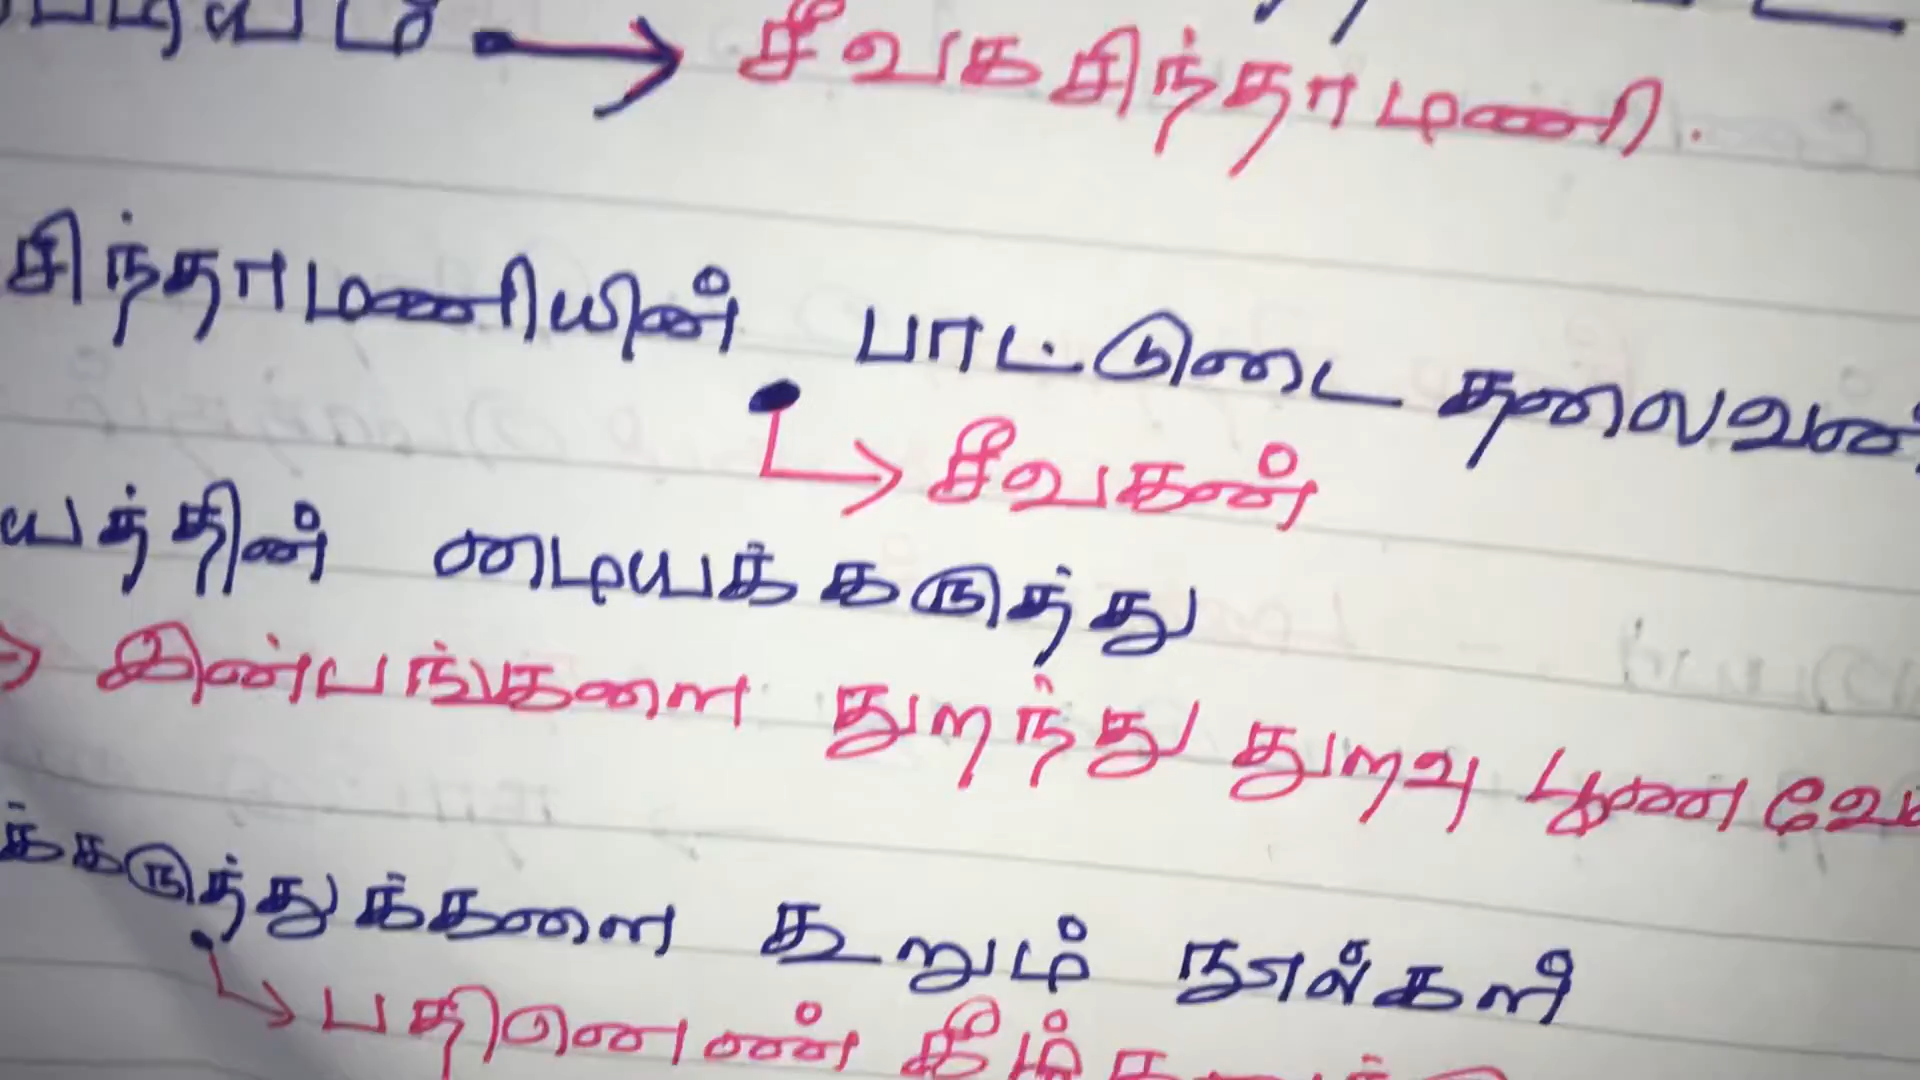 சீவகசிந்தாமணி.
சிந்தாமணியின் பாட்டுடை தலைவன்
சீவகன்
யத்தின் மையக்கருத்து
இன்பங்களை துறந்து துறவு பூண
க்கருத்துக்களை கூறும் நூல்கள்
பதினெண்